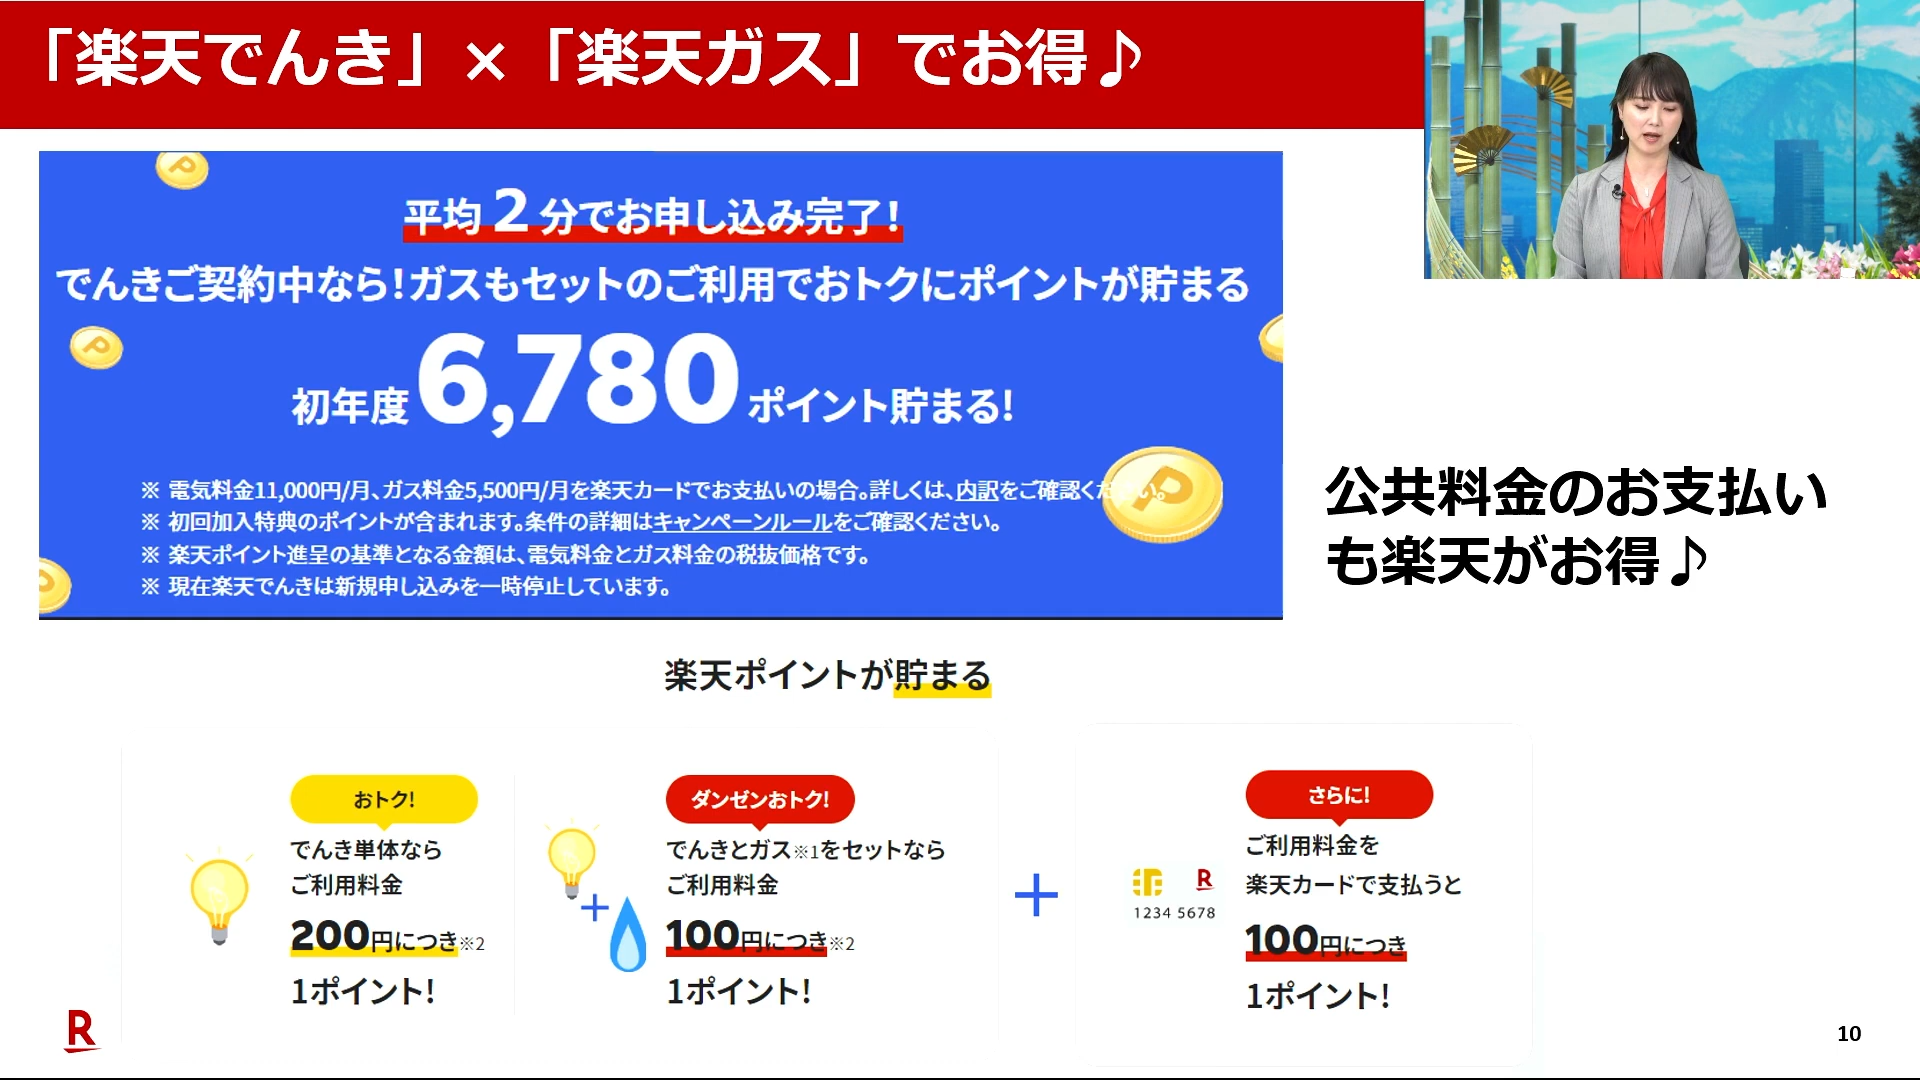 「楽天でんき」×「楽天ガス」でお得♪
平均2分でお申し込み完了！
でんきご契約中なら！ガスもセットのご利用でおトクにポイントが貯まる
初年度6,780ポイント貯まる！
※ 電気料金11,000円/月、ガス料金5,500円/月を楽天カードでお支払いの場合。詳しくは、内訳をご確認ください。
※ 初回加入特典のポイントが含まれます。条件の詳細はキャンペーンルールをご確認ください。
※ 楽天ポイント進呈の基準となる金額は、電気料金とガス料金の税抜価格です。
※ 現在楽天でんきは新規申し込みを一時停止しています。
公共料金のお支払い
も楽天がお得♪
楽天ポイントが貯まる
おトク！
でんき単体なら
ご利用料金
200円につき※2
1ポイント！
ダンゼンおトク！
でんきとガス※1をセットなら
ご利用料金
100円につき※2
1ポイント！
+
R
1234 5678
さらに！
ご利用料金を
楽天カードで支払うと
100円につき
1ポイント！
R
10